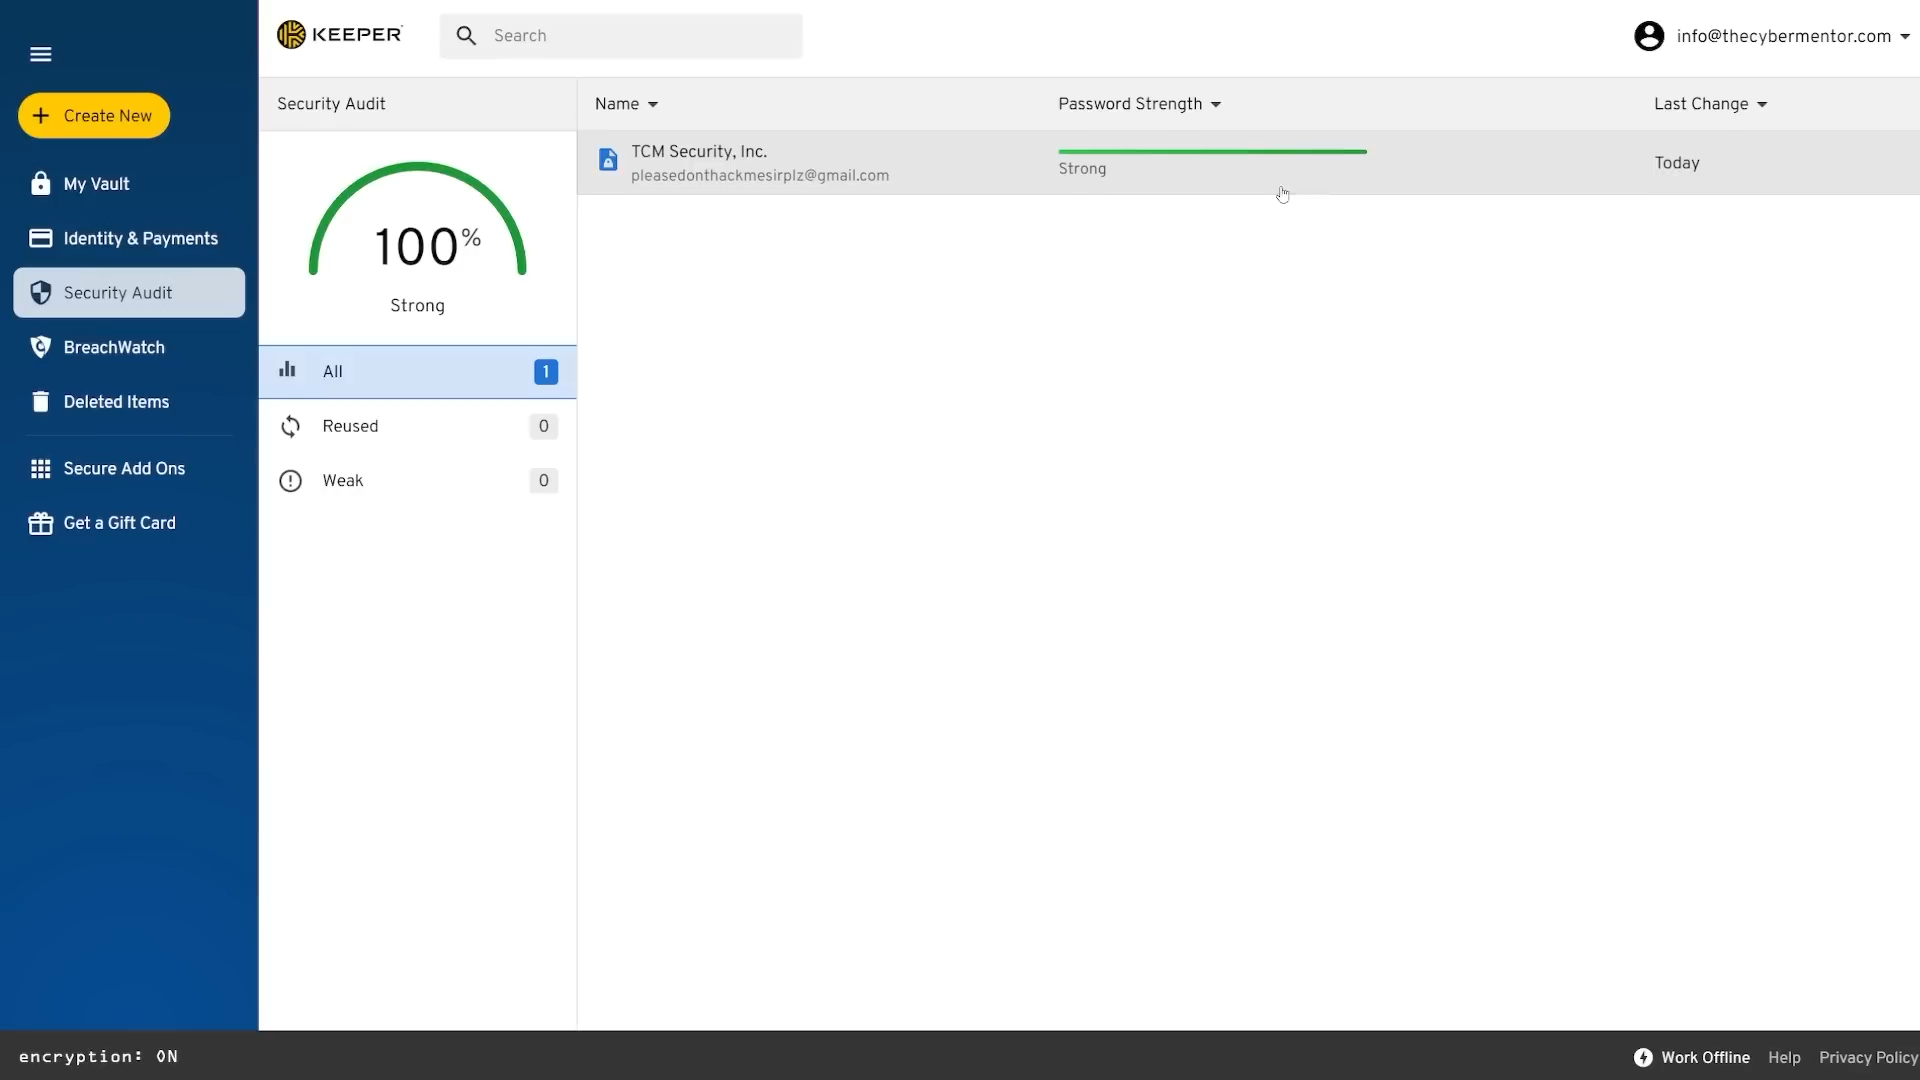 KEEPER
Search
info@thecybermentor.com
Create New
My Vault
Identity & Payments
Security Audit
BreachWatch
Deleted Items
Secure Add Ons
Get a Gift Card
Security Audit
100%
Strong
All 1
Reused 0
Weak 0
Name Password Strength Last Change
TCM Security, Inc.
pleasedonthackmesirplz@gmail.com
Strong
Today
encryption: ON
Work Offline Help Privacy Policy